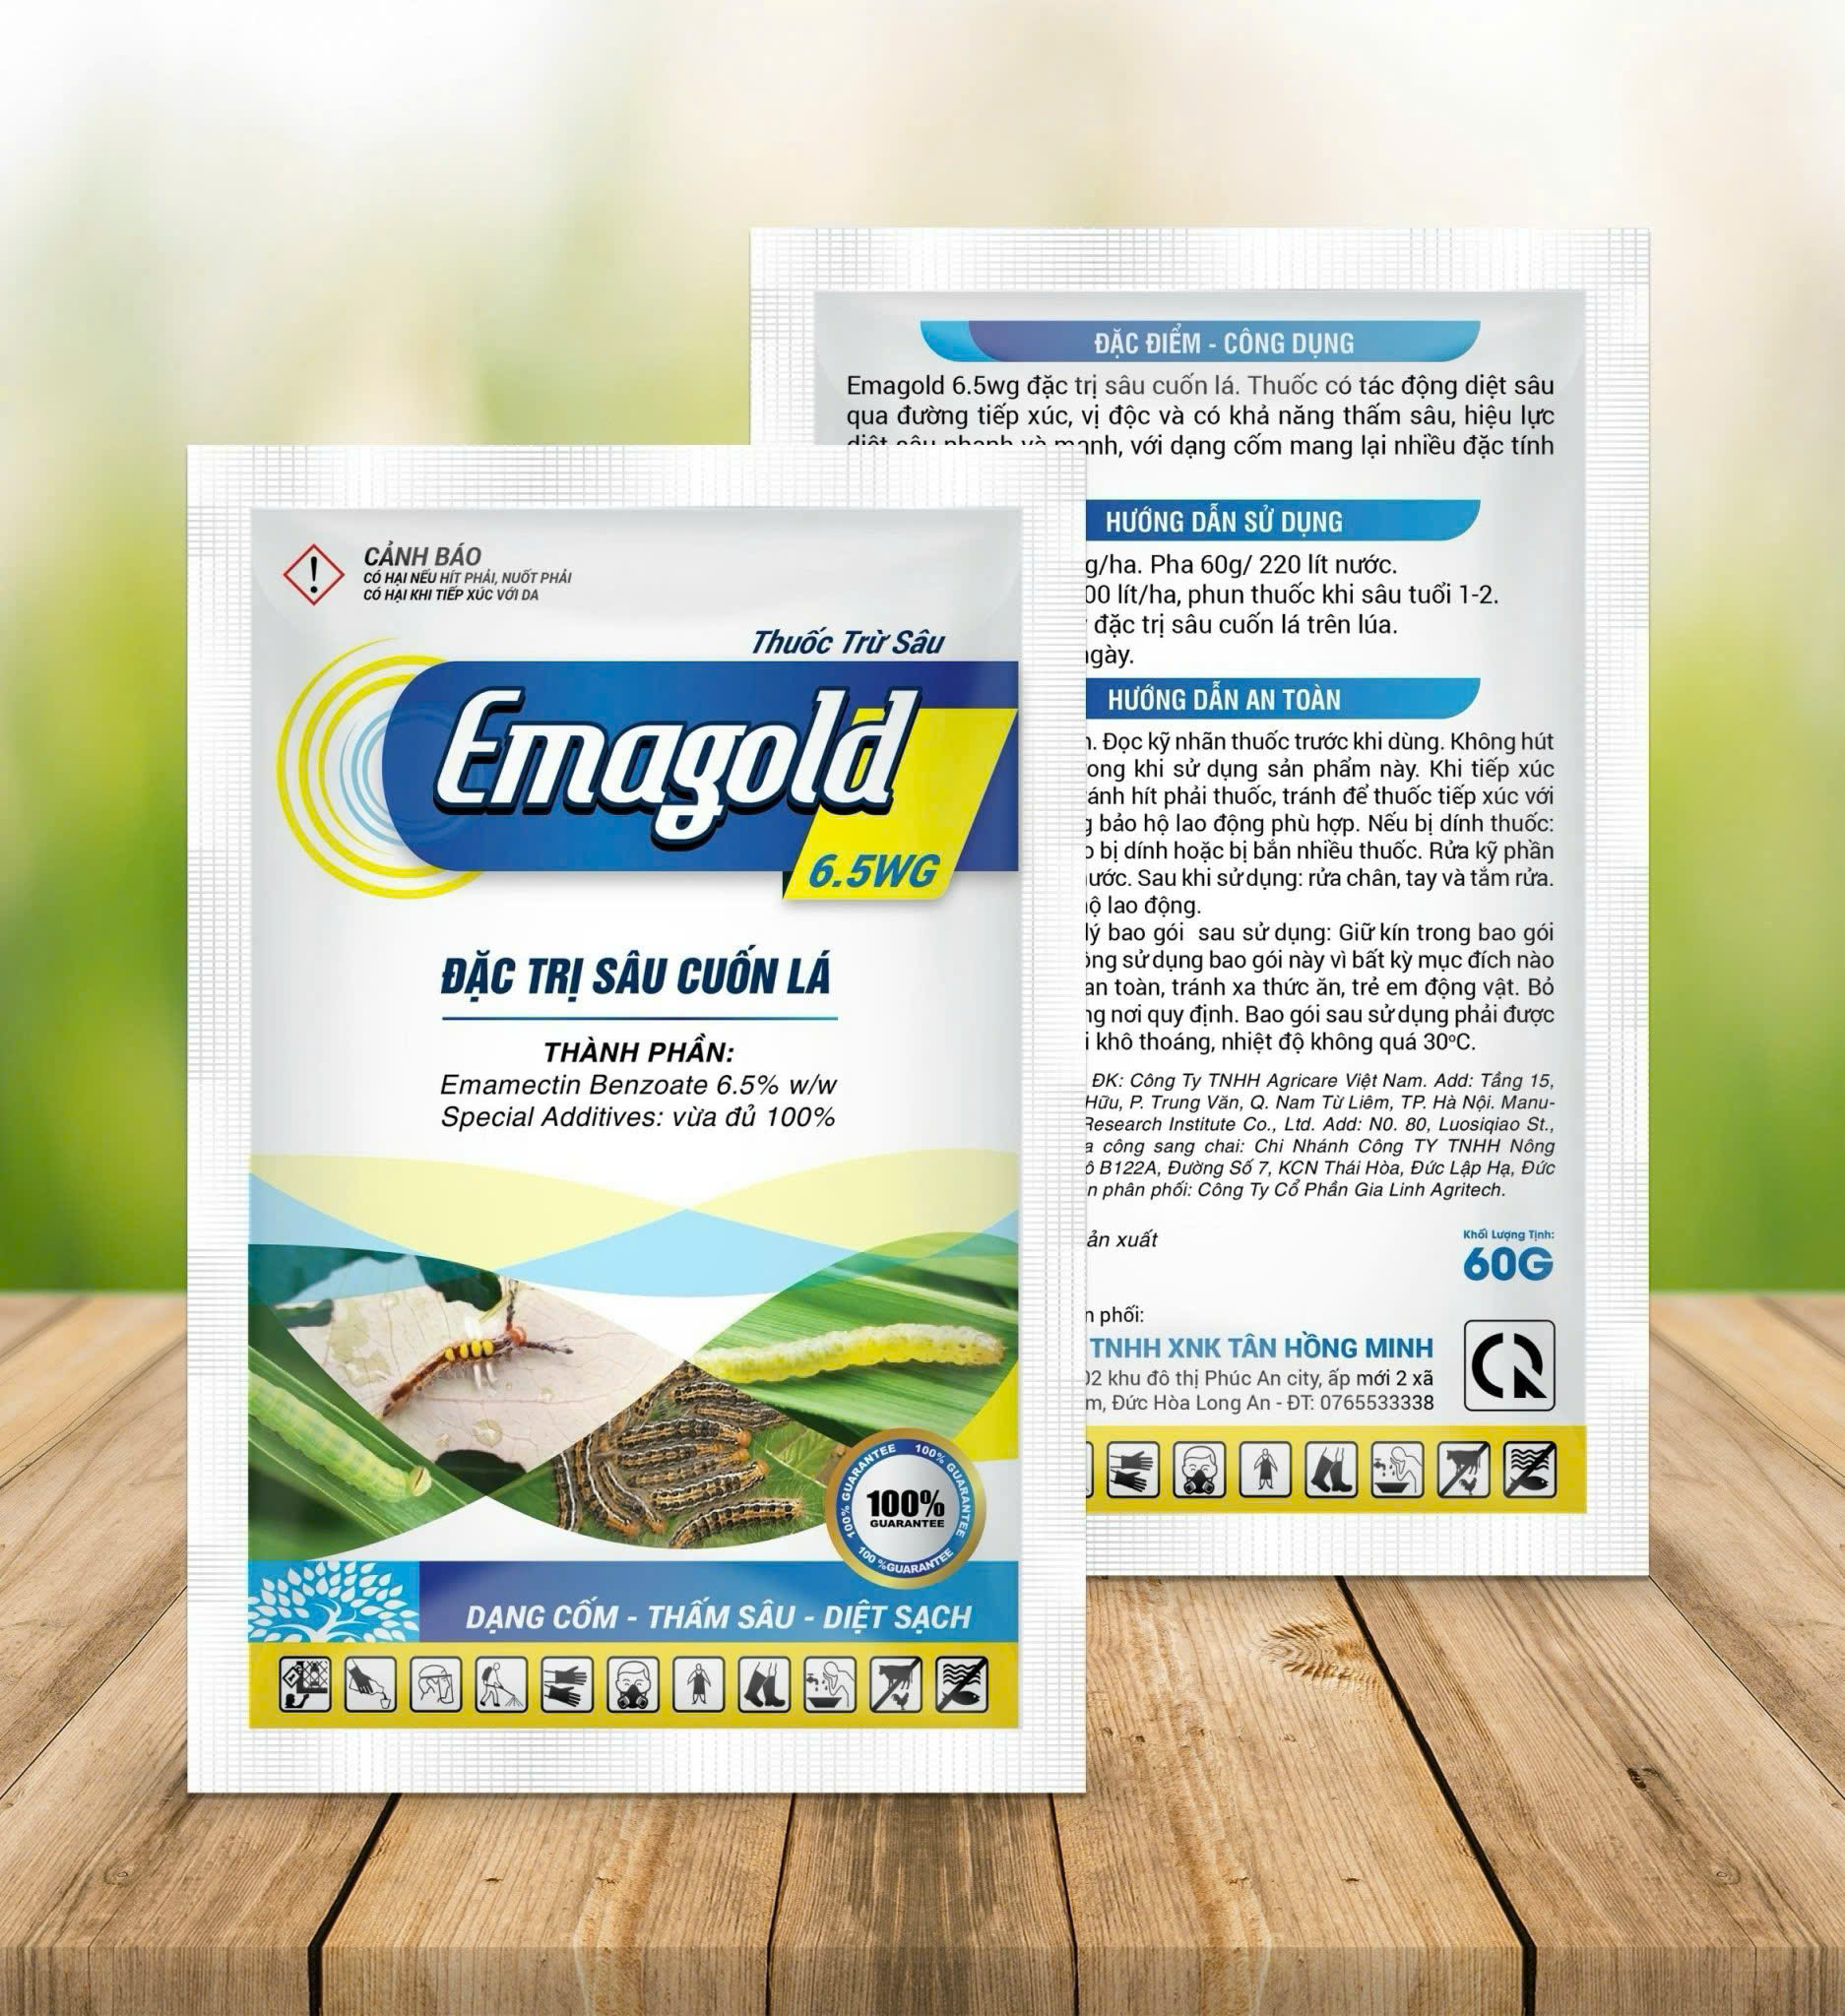 ĐẶC ĐIỂM - CÔNG DỤNG
Emagold 6.5wg đặc trị sâu cuốn lá. Thuốc có tác động diệt sâu
qua đường tiếp xúc, vị độc và có khả năng thấm sâu, hiệu lực
diệt sâu nhanh và mạnh, với dạng cốm mang lại nhiều đặc tính
HƯỚNG DẪN SỬ DỤNG
g/ha. Pha 60g/ 220 lít nước.
00 lít/ha, phun thuốc khi sâu tuổi 1-2.
đặc trị sâu cuốn lá trên lúa.
gày.
HƯỚNG DẪN AN TOÀN
Đọc kỹ nhãn thuốc trước khi dùng. Không hút
ong khi sử dụng sản phẩm này. Khi tiếp xúc
ánh hít phải thuốc, tránh để thuốc tiếp xúc với
bảo hộ lao động phù hợp. Nếu bị dính thuốc:
bị dính hoặc bị bắn nhiều thuốc. Rửa kỹ phần
ước. Sau khi sử dụng: rửa chân, tay và tắm rửa.
ộ lao động.
lý bao gói sau sử dụng: Giữ kín trong bao gói
ông sử dụng bao gói này vì bất kỳ mục đích nào
an toàn, tránh xa thức ăn, trẻ em động vật. Bỏ
ng nơi quy định. Bao gói sau sử dụng phải được
i khô thoáng, nhiệt độ không quá 30ºC.
ĐK: Công Ty TNHH Agricare Việt Nam. Add: Tầng 15,
Hữu, P. Trung Văn, Q. Nam Từ Liêm, TP. Hà Nội. Manu-
Research Institute Co., Ltd. Add: N0. 80, Luosiqiao St.,
a công sang chai: Chi Nhánh Công TY TNHH Nông
ô B122A, Đường Số 7, KCN Thái Hòa, Đức Lập Hạ, Đức
n phân phối: Công Ty Cổ Phần Gia Linh Agritech.
ản xuất
Khối Lượng Tịnh:
60G
n phối:
TNHH XNK TÂN HỒNG MINH
02 khu đô thị Phúc An city, ấp mới 2 xã
m, Đức Hòa Long An - ĐT: 0765533338
CẢNH BÁO
CÓ HẠI NẾU HÍT PHẢI, NUỐT PHẢI
CÓ HẠI KHI TIẾP XÚC VỚI DA
Thuốc Trừ Sâu
Emagold
6.5WG
ĐẶC TRỊ SÂU CUỐN LÁ
THÀNH PHẦN:
Emamectin Benzoate 6.5% w/w
Special Additives: vừa đủ 100%
100% GUARANTEE 100% GUARANTEE 100 %GUARANTEE
100%
GUARANTEE
DẠNG CỐM - THẤM SÂU - DIỆT SẠCH